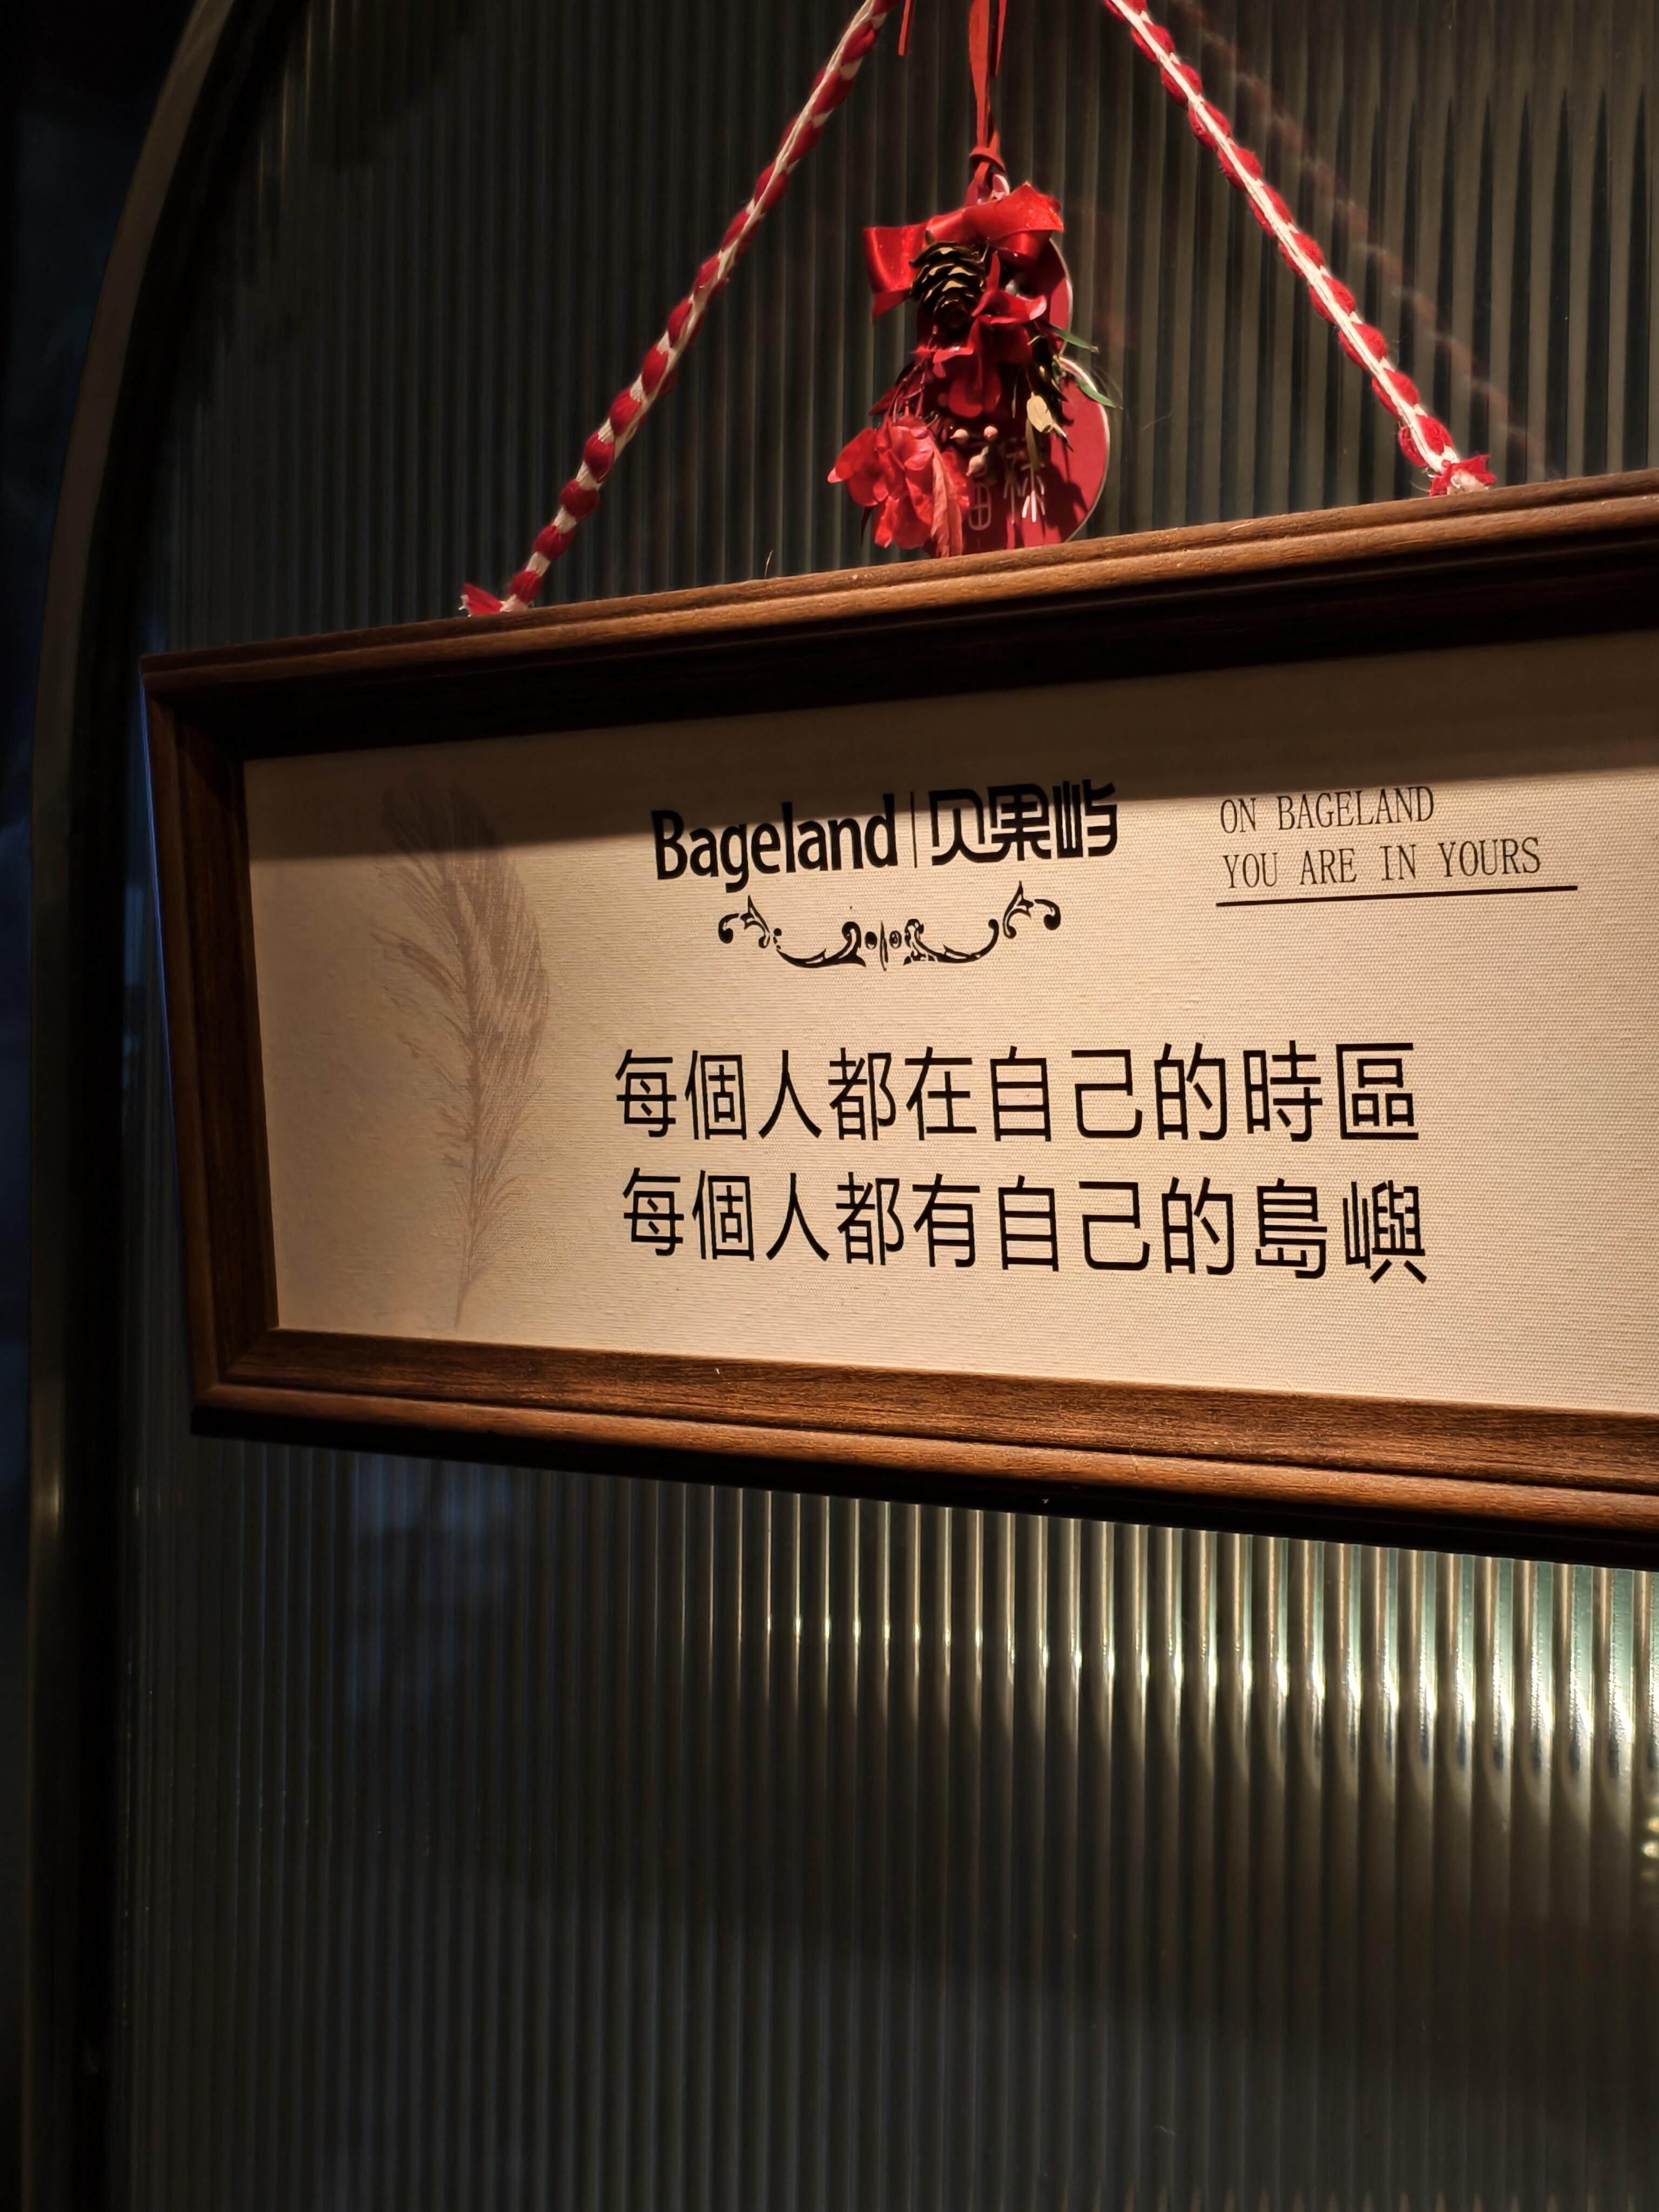 Bageland|贝果屿
ON BAGELAND
YOU ARE IN YOURS
每個人都在自己的時區
每個人都有自己的島嶼